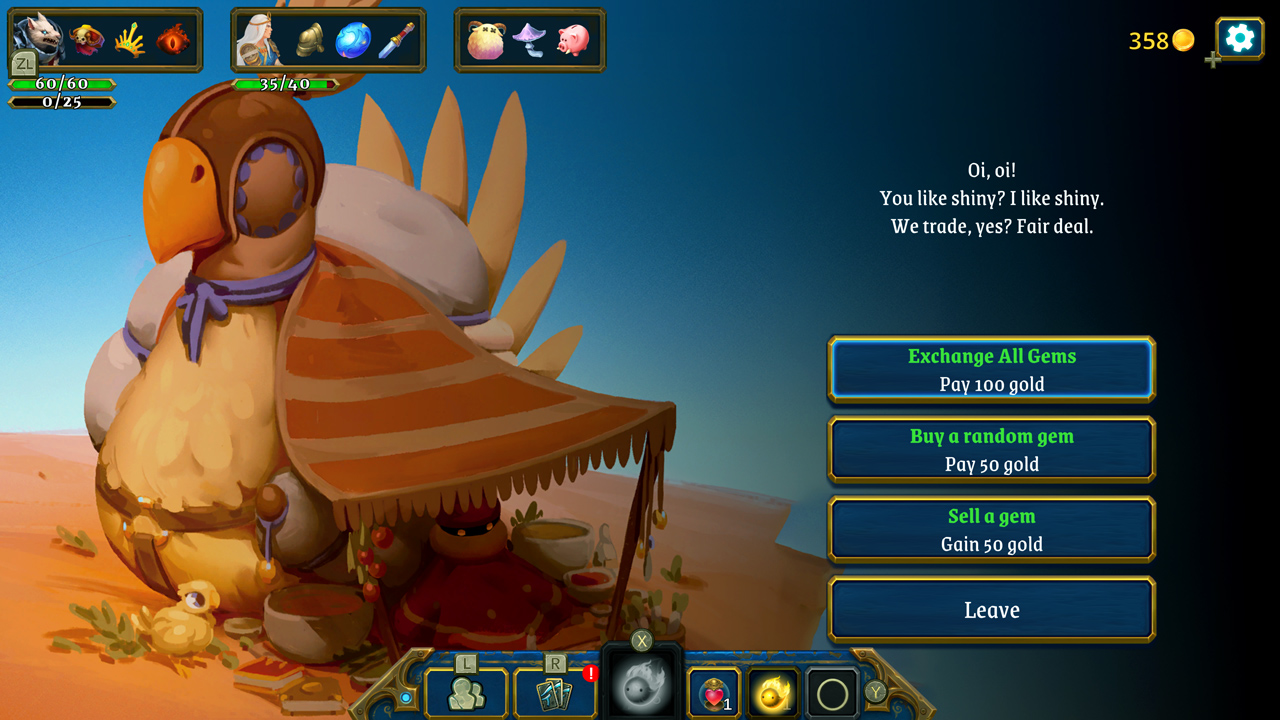 ZL
60/60
0/25
35/40
358
Oi, oi!
You like shiny? I like shiny.
We trade, yes? Fair deal.
Exchange All Gems
Pay 100 gold
Buy a random gem
Pay 50 gold
Sell a gem
Gain 50 gold
Leave
L
R
!
X
1
Y